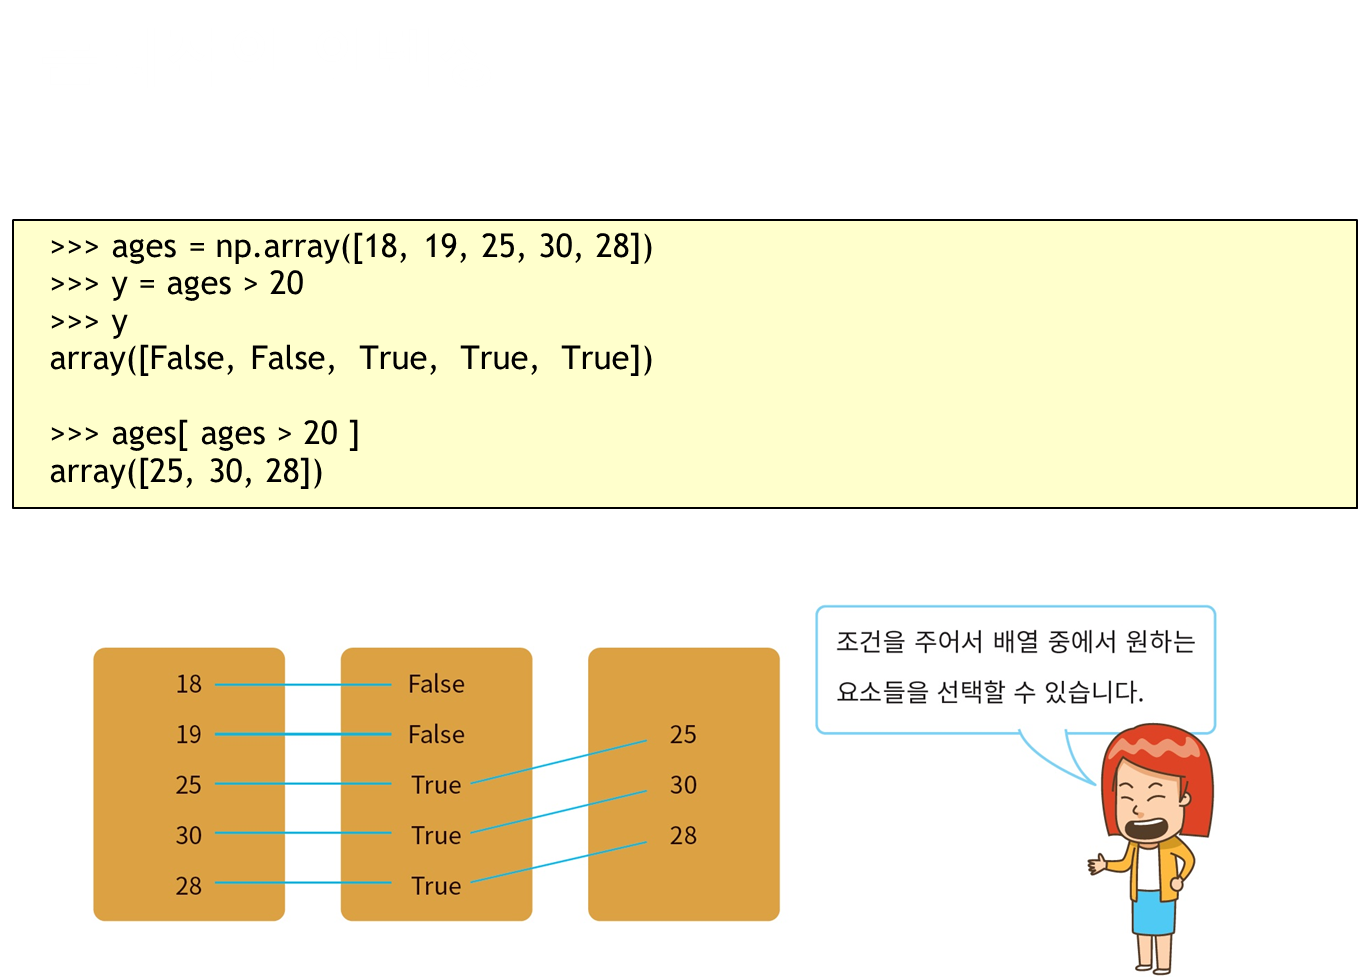 >>> ages = np.array([18, 19, 25, 30, 28])
>>> y = ages > 20
>>> y
array([False, False,  True,  True,  True])
>>> ages[ ages > 20 ]
array([25, 30, 28])
조건을 주어서 배열 중에서 원하는
요소들을 선택할 수 있습니다.
18 False
19 False 25
25 True 30
30 True 28
28 True